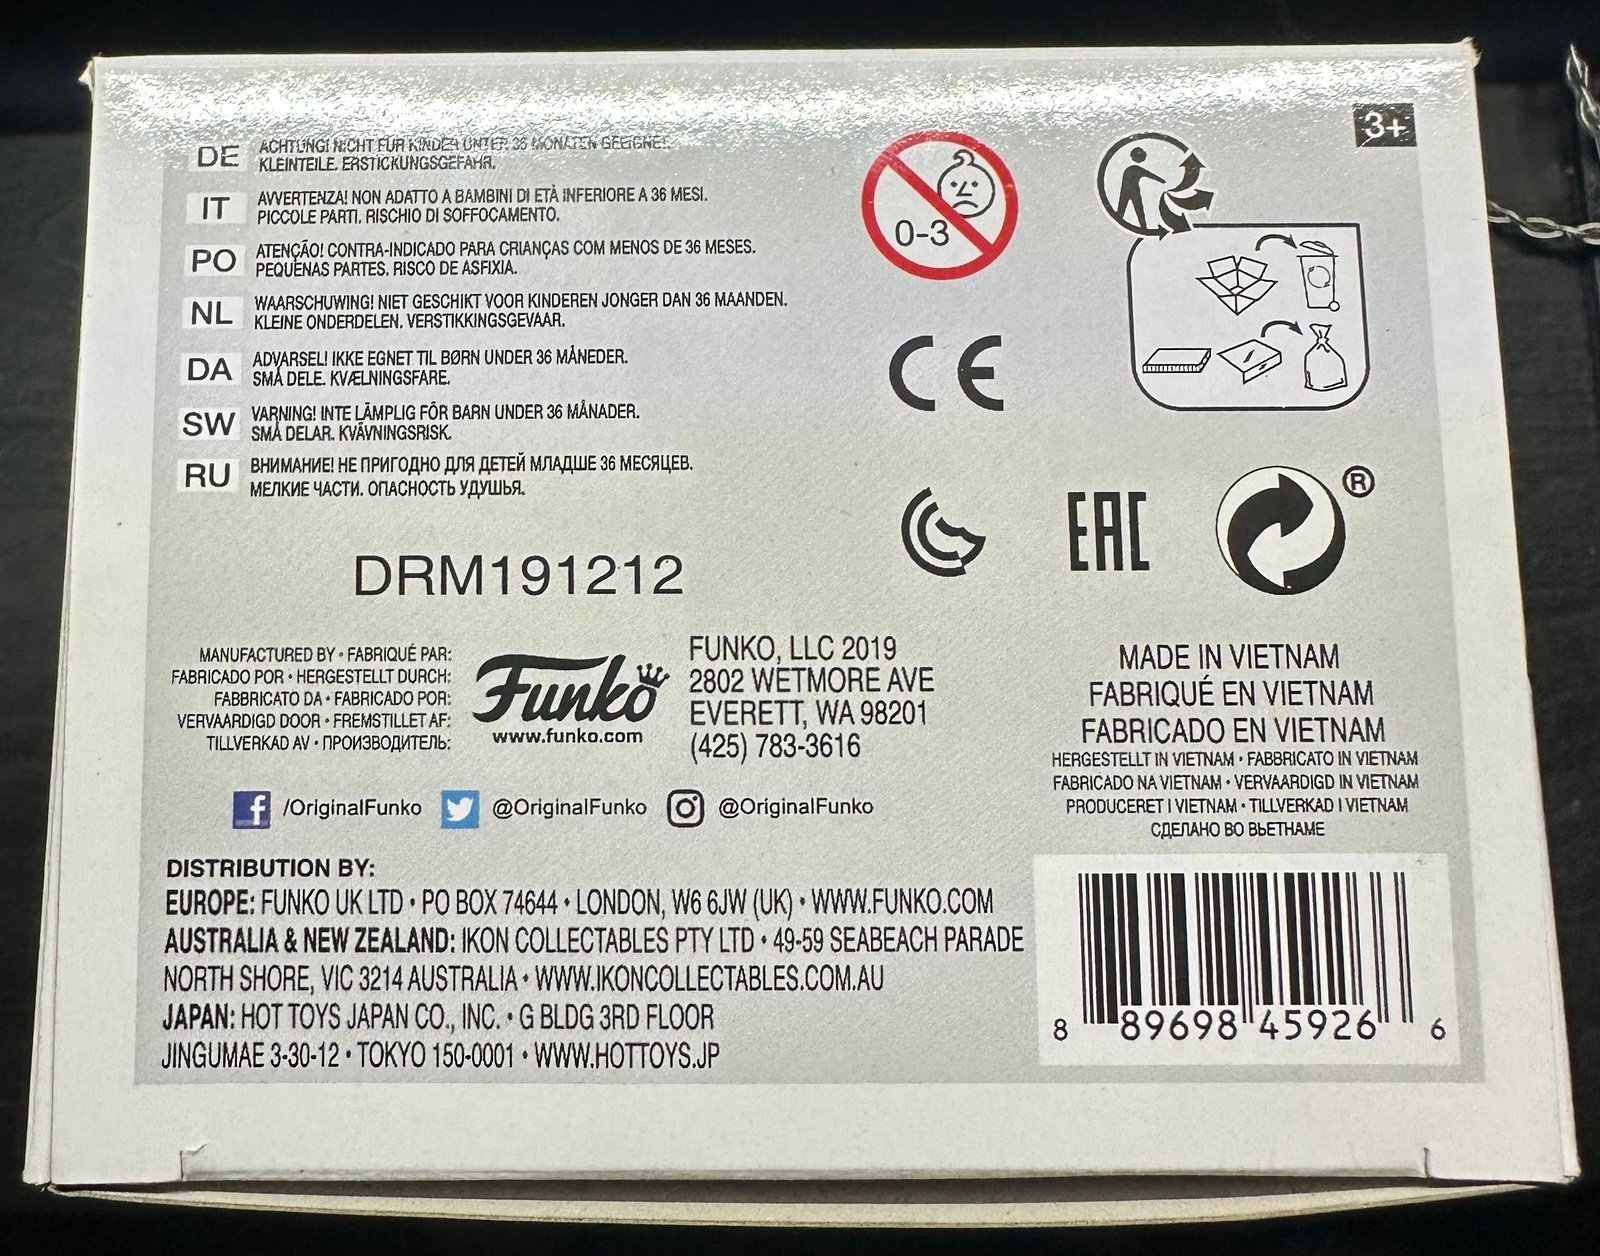 3+
DE ACHTUNG! NICHT FÜR KINDER UNTER 36 MONATEN GEEIGNET.
KLEINTEILE. ERSTICKUNGSGEFAHR.
IT AVVERTENZA! NON ADATTO A BAMBINI DI ETÀ INFERIORE A 36 MESI.
PICCOLE PARTI. RISCHIO DI SOFFOCAMENTO.
PO ATENÇÃO! CONTRA-INDICADO PARA CRIANÇAS COM MENOS DE 36 MESES.
PEQUENAS PARTES. RISCO DE ASFIXIA.
NL WAARSCHUWING! NIET GESCHIKT VOOR KINDEREN JONGER DAN 36 MAANDEN.
KLEINE ONDERDELEN. VERSTIKKINGSGEVAAR.
DA ADVARSEL! IKKE EGNET TIL BØRN UNDER 36 MÅNEDER.
SMÅ DELE. KVÆLNINGSFARE.
SW VARNING! INTE LÄMPLIG FÖR BARN UNDER 36 MÅNADER.
SMÅ DELAR. KVÄVNINGSRISK.
RU ВНИМАНИЕ! НЕ ПРИГОДНО ДЛЯ ДЕТЕЙ МЛАДШЕ 36 МЕСЯЦЕВ.
МЕЛКИЕ ЧАСТИ. ОПАСНОСТЬ УДУШЬЯ.
0-3
CE
EAC
®
DRM191212
MANUFACTURED BY • FABRIQUÉ PAR:
FABRICADO POR • HERGESTELLT DURCH:
FABBRICATO DA • FABRICADO POR:
VERVAARDIGD DOOR • FREMSTILLET AF:
TILLVERKAD AV • ПРОИЗВОДИТЕЛЬ:
Funko
www.funko.com
FUNKO, LLC 2019
2802 WETMORE AVE
EVERETT, WA 98201
(425) 783-3616
MADE IN VIETNAM
FABRIQUÉ EN VIETNAM
FABRICADO EN VIETNAM
HERGESTELLT IN VIETNAM • FABBRICATO IN VIETNAM
FABRICADO NA VIETNAM • VERVAARDIGD IN VIETNAM
PRODUCERET I VIETNAM • TILLVERKAD I VIETNAM
СДЕЛАНО ВО ВЬЕТНАМЕ
/OriginalFunko @OriginalFunko @OriginalFunko
DISTRIBUTION BY:
EUROPE: FUNKO UK LTD • PO BOX 74644 • LONDON, W6 6JW (UK) • WWW.FUNKO.COM
AUSTRALIA & NEW ZEALAND: IKON COLLECTABLES PTY LTD • 49-59 SEABEACH PARADE
NORTH SHORE, VIC 3214 AUSTRALIA • WWW.IKONCOLLECTABLES.COM.AU
JAPAN: HOT TOYS JAPAN CO., INC. • G BLDG 3RD FLOOR
JINGUMAE 3-30-12 • TOKYO 150-0001 • WWW.HOTTOYS.JP
8 89698 45926 6